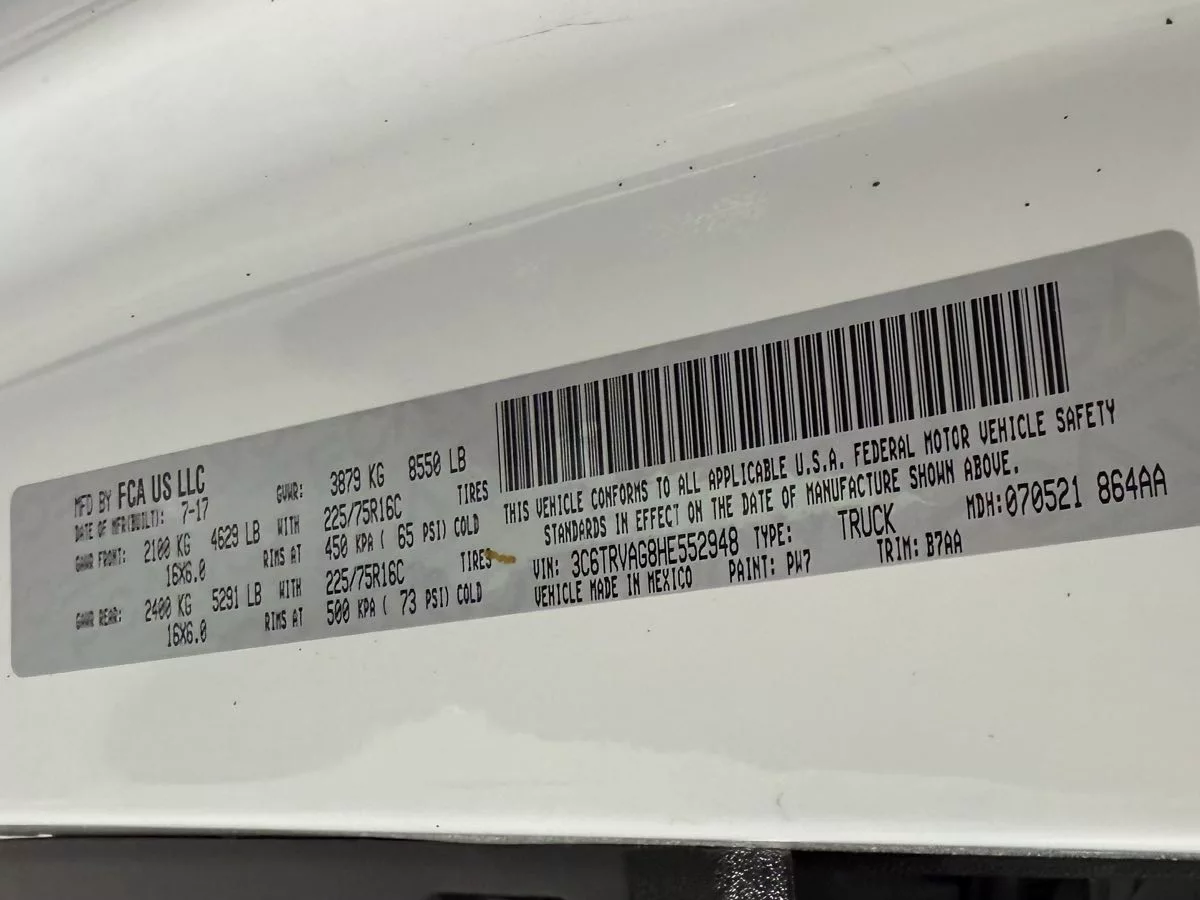 MFD BY FCA US LLC
DATE OF MFR(BUILT): 7-17 GVWR: 3879 KG 8550 LB
GAWR FRONT: 2100 KG 4629 LB WITH 225/75R16C TIRES
16X6.0 RIMS AT 450 KPA ( 65 PSI) COLD
GAWR REAR: 2400 KG 5291 LB WITH 225/75R16C TIRES
16X6.0 RIMS AT 500 KPA ( 73 PSI) COLD
THIS VEHICLE CONFORMS TO ALL APPLICABLE U.S.A. FEDERAL MOTOR VEHICLE SAFETY
STANDARDS IN EFFECT ON THE DATE OF MANUFACTURE SHOWN ABOVE.
VIN: 3C6TRVAG8HE552948 TYPE: TRUCK MDH:070521 864AA
VEHICLE MADE IN MEXICO PAINT: PW7 TRIM: B7AA